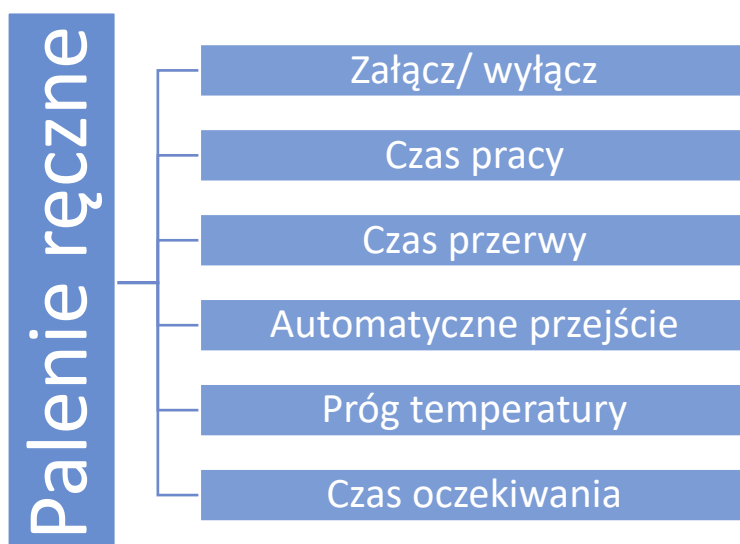 Palenie ręczne
Załącz/ wyłącz
Czas pracy
Czas przerwy
Automatyczne przejście
Próg temperatury
Czas oczekiwania